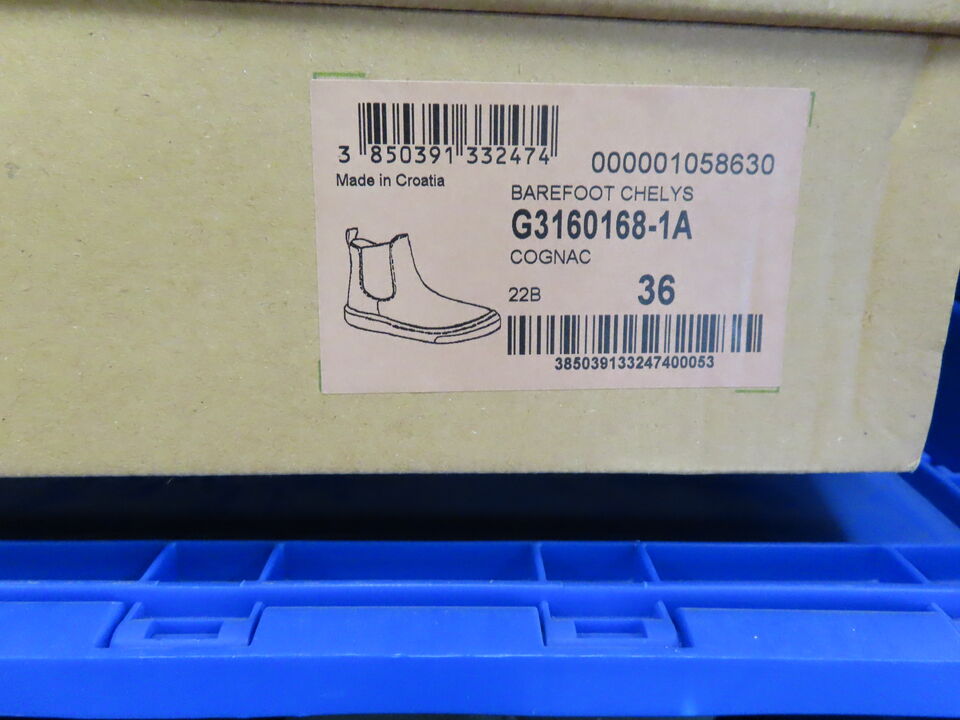 3 850391 332474
000001058630
Made in Croatia
BAREFOOT CHELYS
G3160168-1A
COGNAC
22B 36
385039133247400053